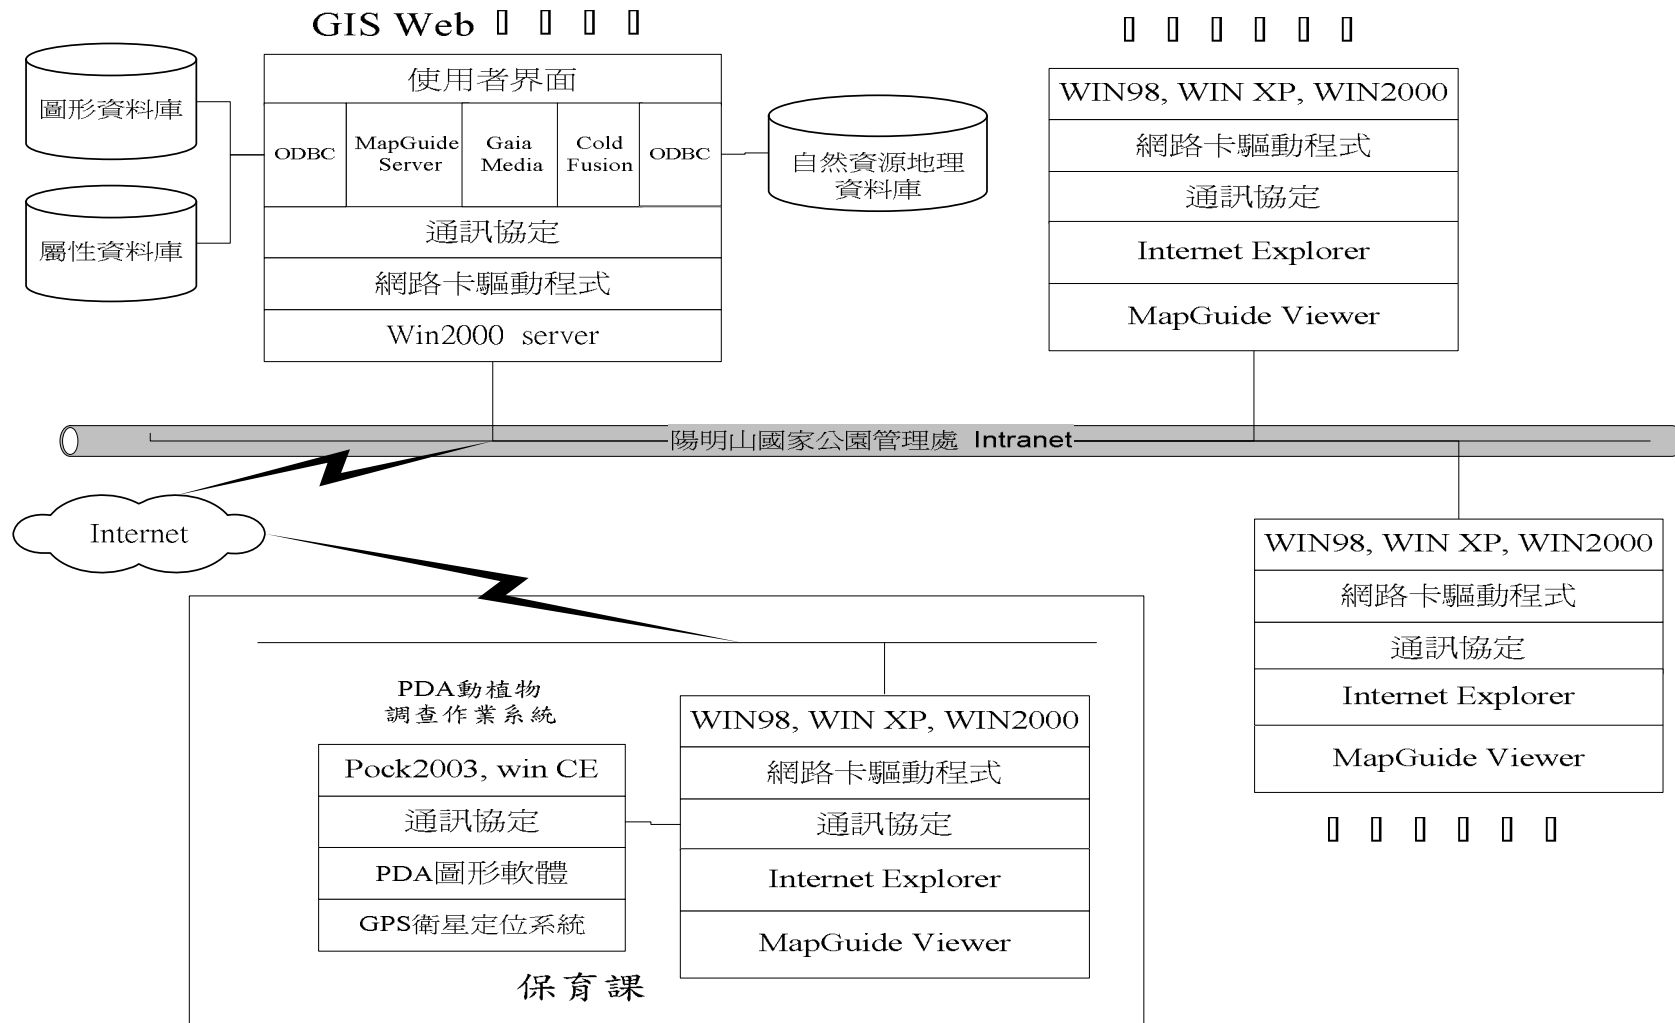 GIS Web
圖形資料庫
屬性資料庫
使用者界面
ODBC
MapGuide
Server
Gaia
Media
Cold
Fusion
ODBC
通訊協定
網路卡驅動程式
Win2000 server
自然資源地理
資料庫
WIN98, WIN XP, WIN2000
網路卡驅動程式
通訊協定
Internet Explorer
MapGuide Viewer
陽明山國家公園管理處 Intranet
Internet
WIN98, WIN XP, WIN2000
網路卡驅動程式
通訊協定
Internet Explorer
MapGuide Viewer
PDA動植物
調查作業系統
Pock2003, win CE
通訊協定
PDA圖形軟體
GPS衛星定位系統
WIN98, WIN XP, WIN2000
網路卡驅動程式
通訊協定
Internet Explorer
MapGuide Viewer
保育課